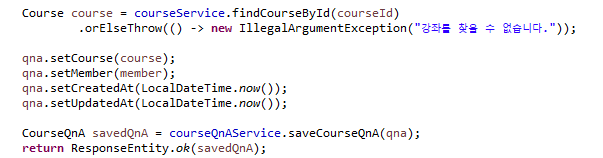 Course course = courseService.findCourseById(courseId)
        .orElseThrow(() -> new IllegalArgumentException("강좌를 찾을 수 없습니다."));

qna.setCourse(course);
qna.setMember(member);
qna.setCreatedAt(LocalDateTime.now());
qna.setUpdatedAt(LocalDateTime.now());

CourseQnA savedQnA = courseQnAService.saveCourseQnA(qna);
return ResponseEntity.ok(savedQnA);